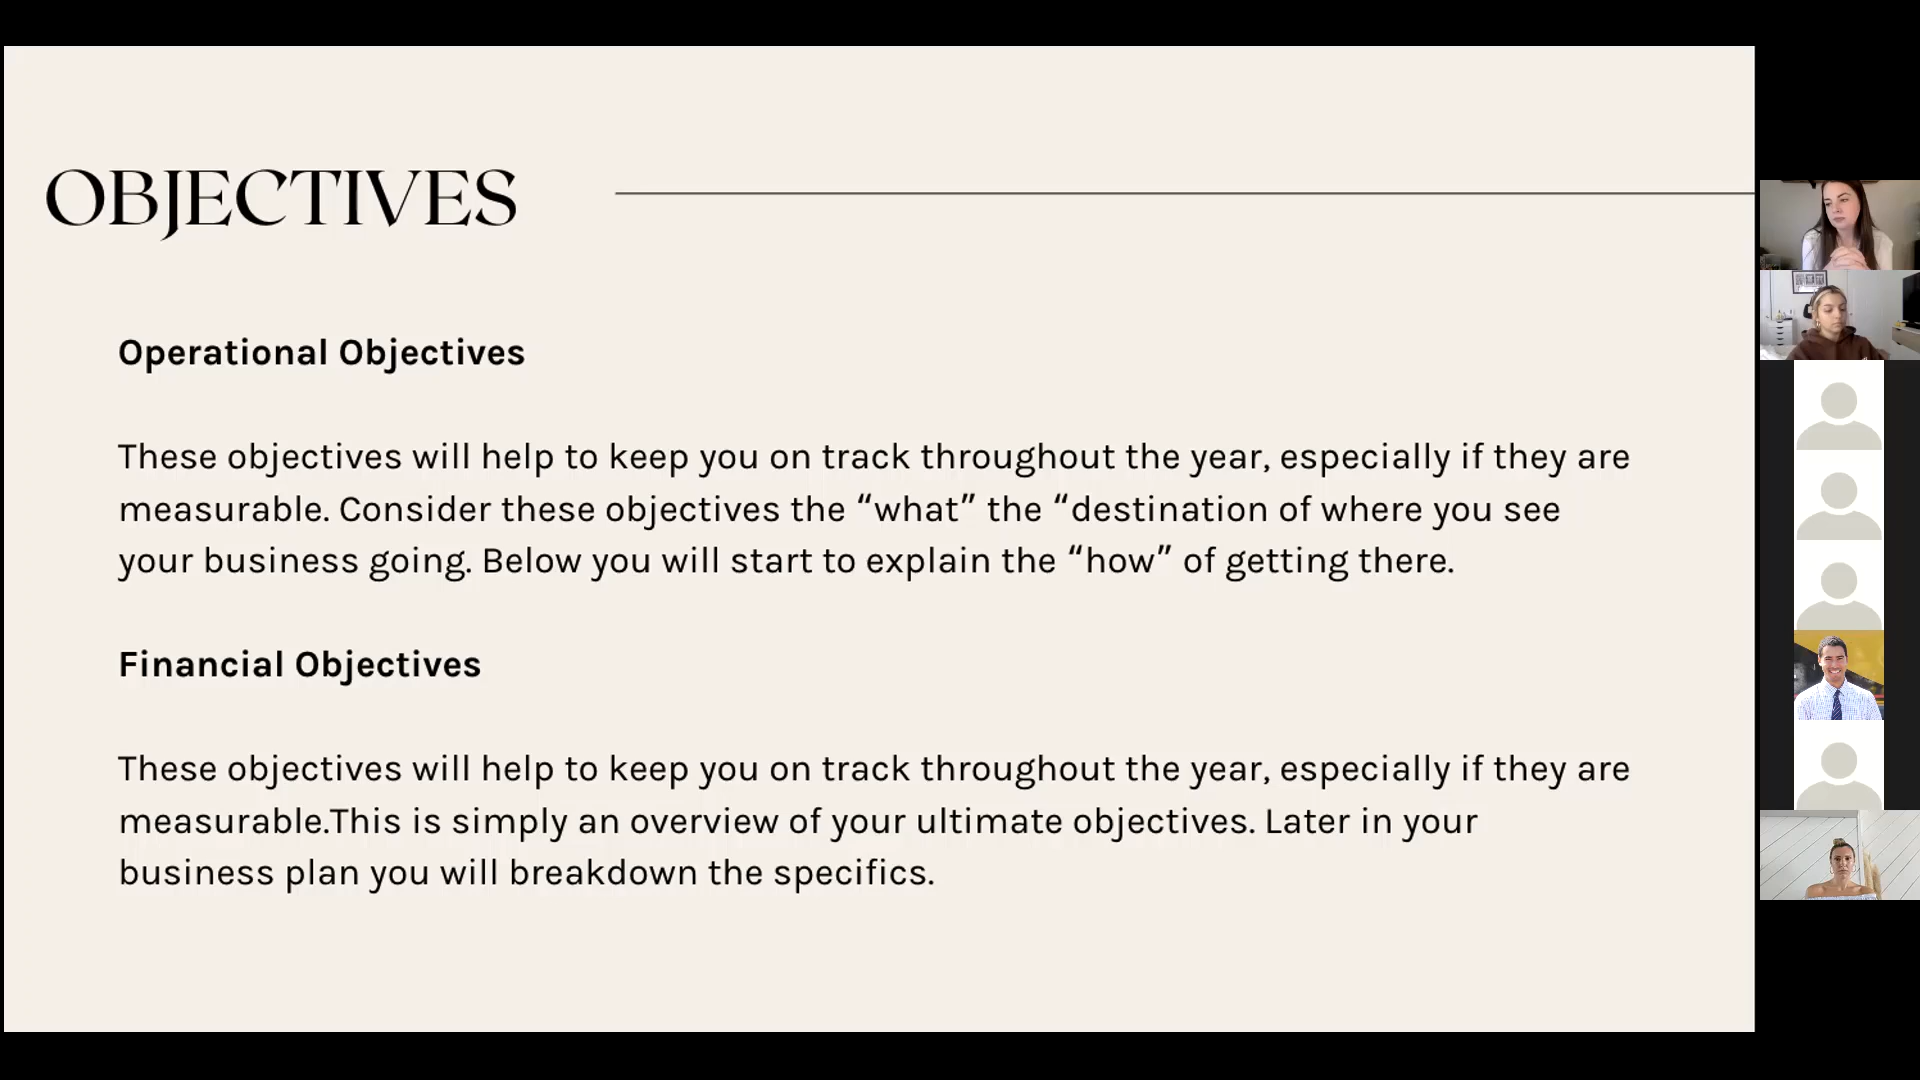 OBJECTIVES
Operational Objectives
These objectives will help to keep you on track throughout the year, especially if they are
measurable. Consider these objectives the “what” the “destination of where you see
your business going. Below you will start to explain the “how” of getting there.
Financial Objectives
These objectives will help to keep you on track throughout the year, especially if they are
measurable.This is simply an overview of your ultimate objectives. Later in your
business plan you will breakdown the specifics.